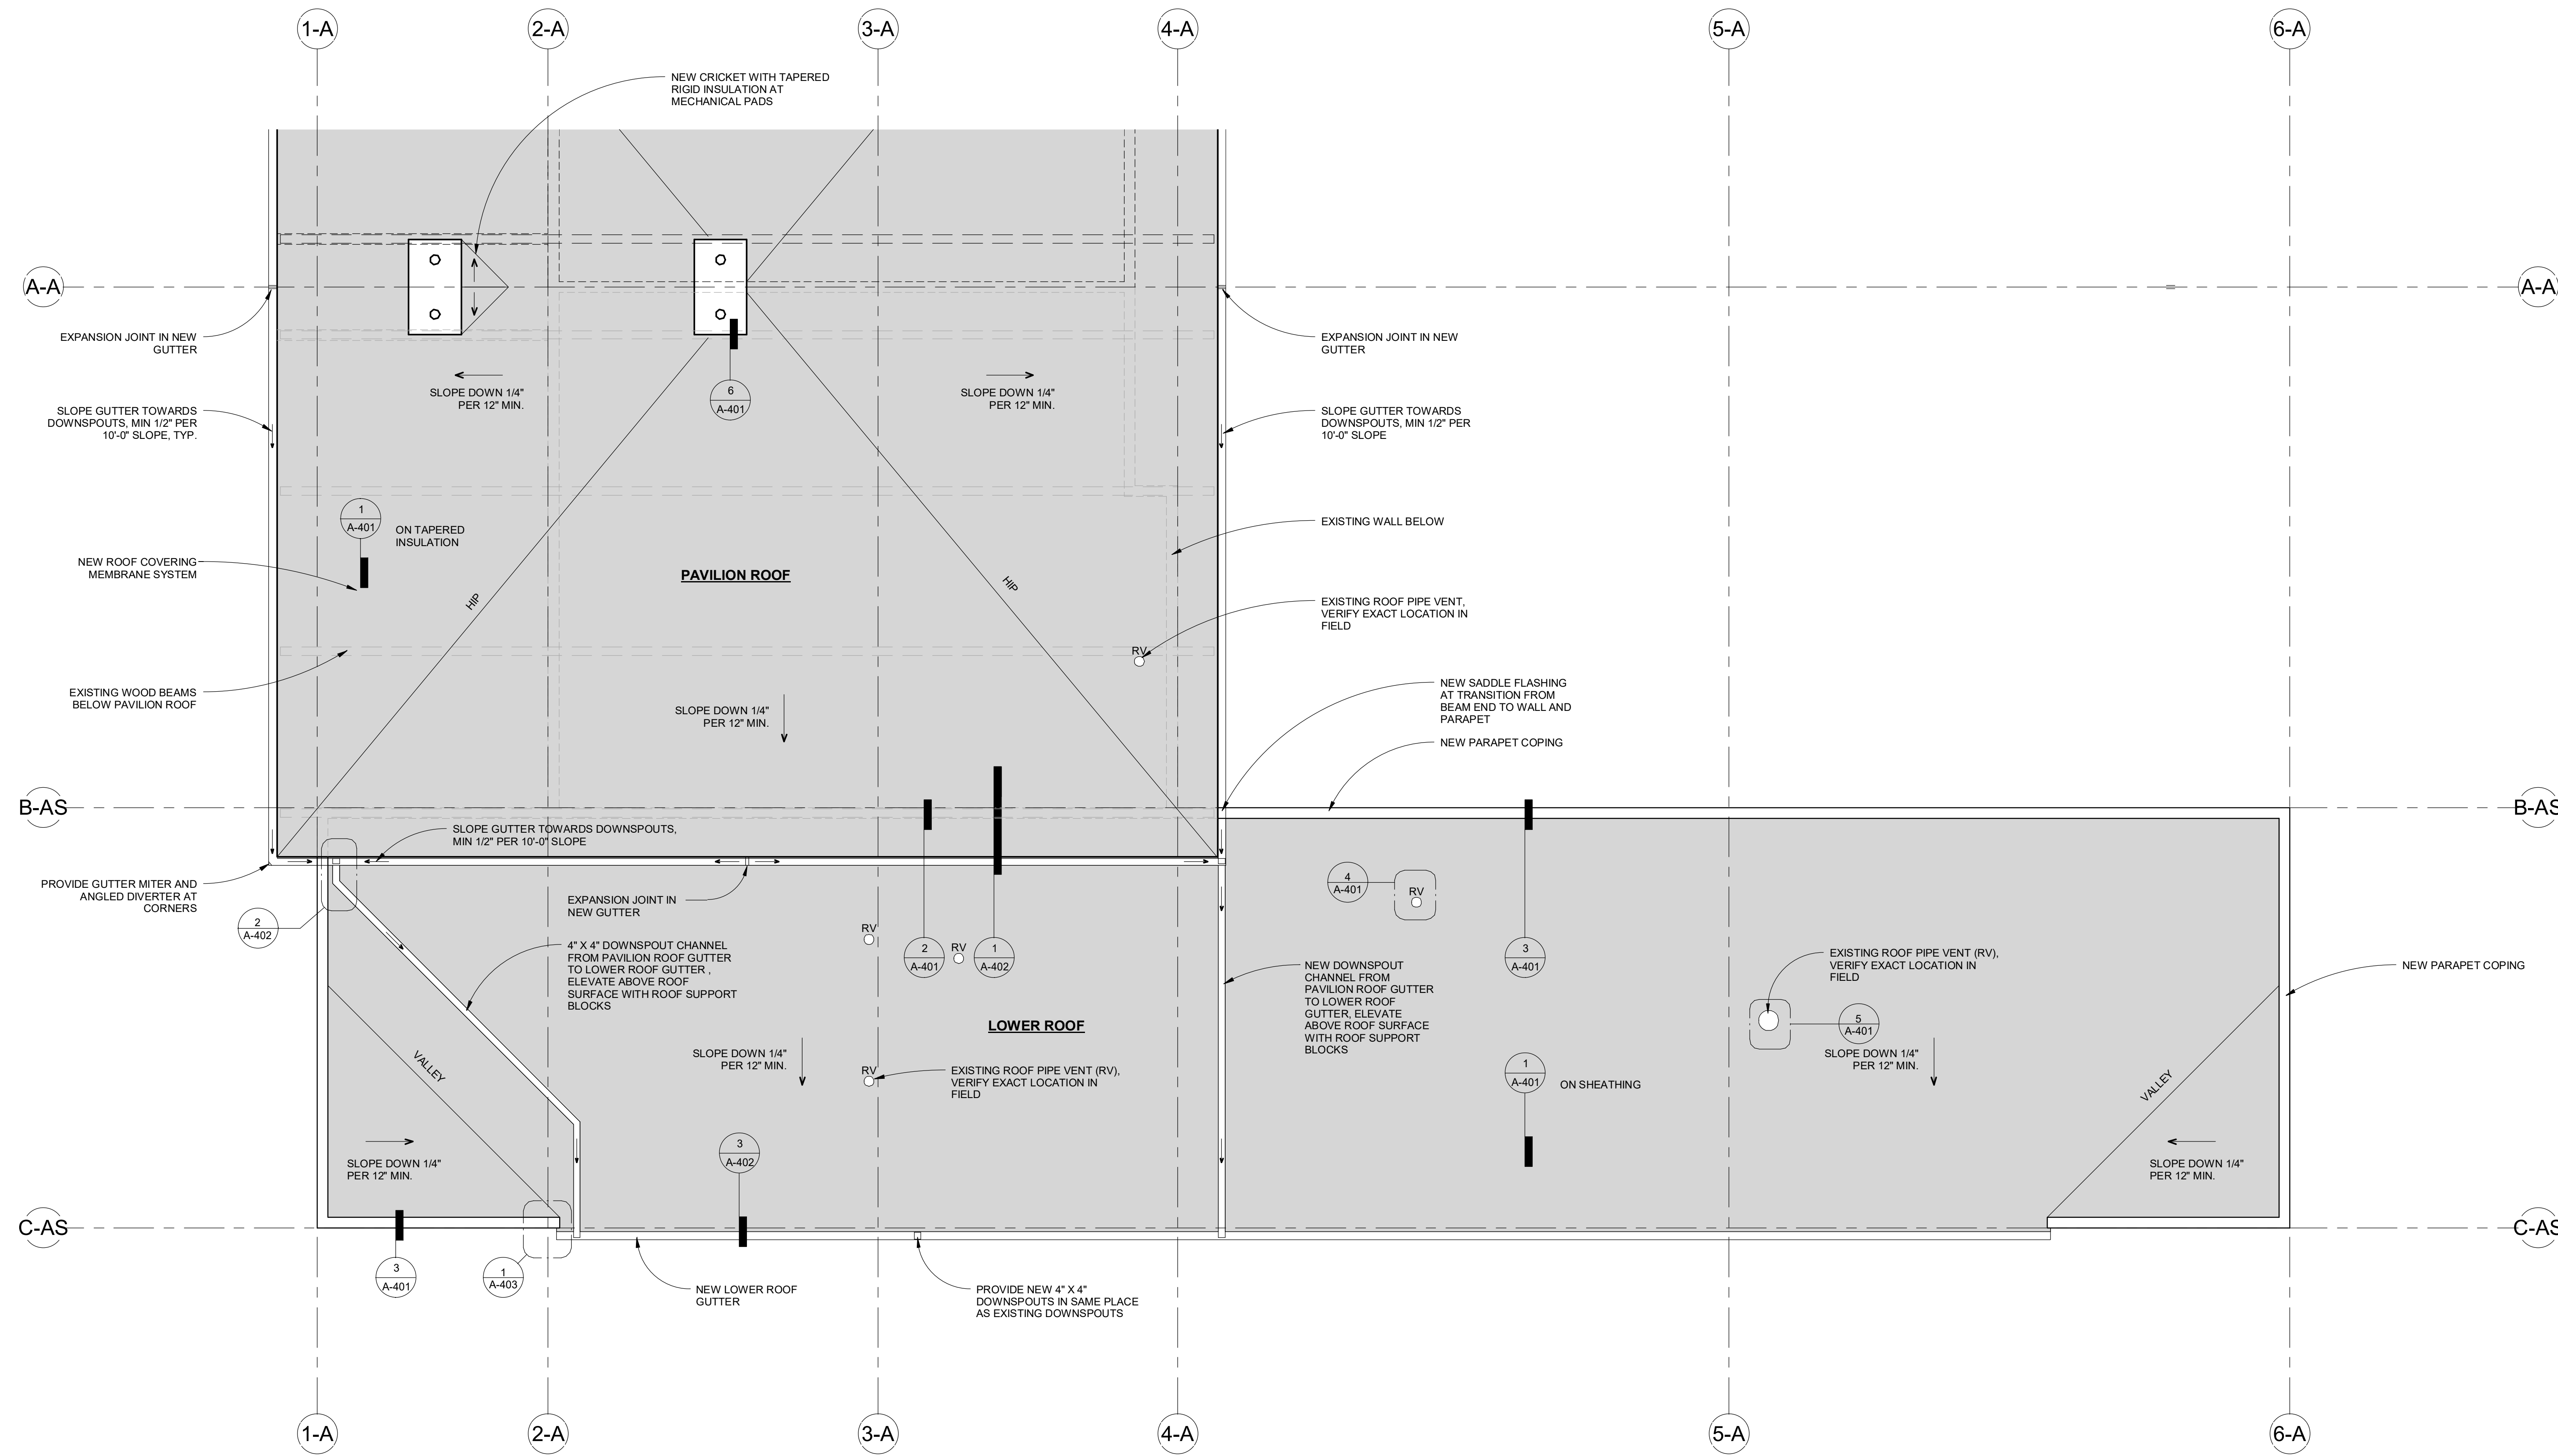 1-A
2-A
3-A
4-A
5-A
6-A
NEW CRICKET WITH TAPERED
RIGID INSULATION AT
MECHANICAL PADS
A-A
A-A
EXPANSION JOINT IN NEW
GUTTER
EXPANSION JOINT IN NEW
GUTTER
SLOPE DOWN 1/4"
PER 12" MIN.
6
A-401
SLOPE DOWN 1/4"
PER 12" MIN.
SLOPE GUTTER TOWARDS
DOWNSPOUTS, MIN 1/2" PER
10'-0" SLOPE, TYP.
SLOPE GUTTER TOWARDS
DOWNSPOUTS, MIN 1/2" PER
10'-0" SLOPE
1
A-401
ON TAPERED
INSULATION
EXISTING WALL BELOW
NEW ROOF COVERING
MEMBRANE SYSTEM
PAVILION ROOF
HIP
HIP
EXISTING ROOF PIPE VENT,
VERIFY EXACT LOCATION IN
FIELD
RV
EXISTING WOOD BEAMS
BELOW PAVILION ROOF
SLOPE DOWN 1/4"
PER 12" MIN.
NEW SADDLE FLASHING
AT TRANSITION FROM
BEAM END TO WALL AND
PARAPET
NEW PARAPET COPING
B-AS
B-AS
SLOPE GUTTER TOWARDS DOWNSPOUTS,
MIN 1/2" PER 10'-0" SLOPE
PROVIDE GUTTER MITER AND
ANGLED DIVERTER AT
CORNERS
2
A-402
EXPANSION JOINT IN
NEW GUTTER
4" X 4" DOWNSPOUT CHANNEL
FROM PAVILION ROOF GUTTER
TO LOWER ROOF GUTTER ,
ELEVATE ABOVE ROOF
SURFACE WITH ROOF SUPPORT
BLOCKS
RV
2
A-401
RV
1
A-402
4
A-401
RV
3
A-401
NEW DOWNSPOUT
CHANNEL FROM
PAVILION ROOF GUTTER
TO LOWER ROOF
GUTTER, ELEVATE
ABOVE ROOF SURFACE
WITH ROOF SUPPORT
BLOCKS
EXISTING ROOF PIPE VENT (RV),
VERIFY EXACT LOCATION IN
FIELD
NEW PARAPET COPING
LOWER ROOF
5
A-401
SLOPE DOWN 1/4"
PER 12" MIN.
SLOPE DOWN 1/4"
PER 12" MIN.
RV
EXISTING ROOF PIPE VENT (RV),
VERIFY EXACT LOCATION IN
FIELD
1
A-401
ON SHEATHING
VALLEY
VALLEY
SLOPE DOWN 1/4"
PER 12" MIN.
3
A-402
SLOPE DOWN 1/4"
PER 12" MIN.
C-AS
C-AS
3
A-401
1
A-403
NEW LOWER ROOF
GUTTER
PROVIDE NEW 4" X 4"
DOWNSPOUTS IN SAME PLACE
AS EXISTING DOWNSPOUTS
1-A
2-A
3-A
4-A
5-A
6-A